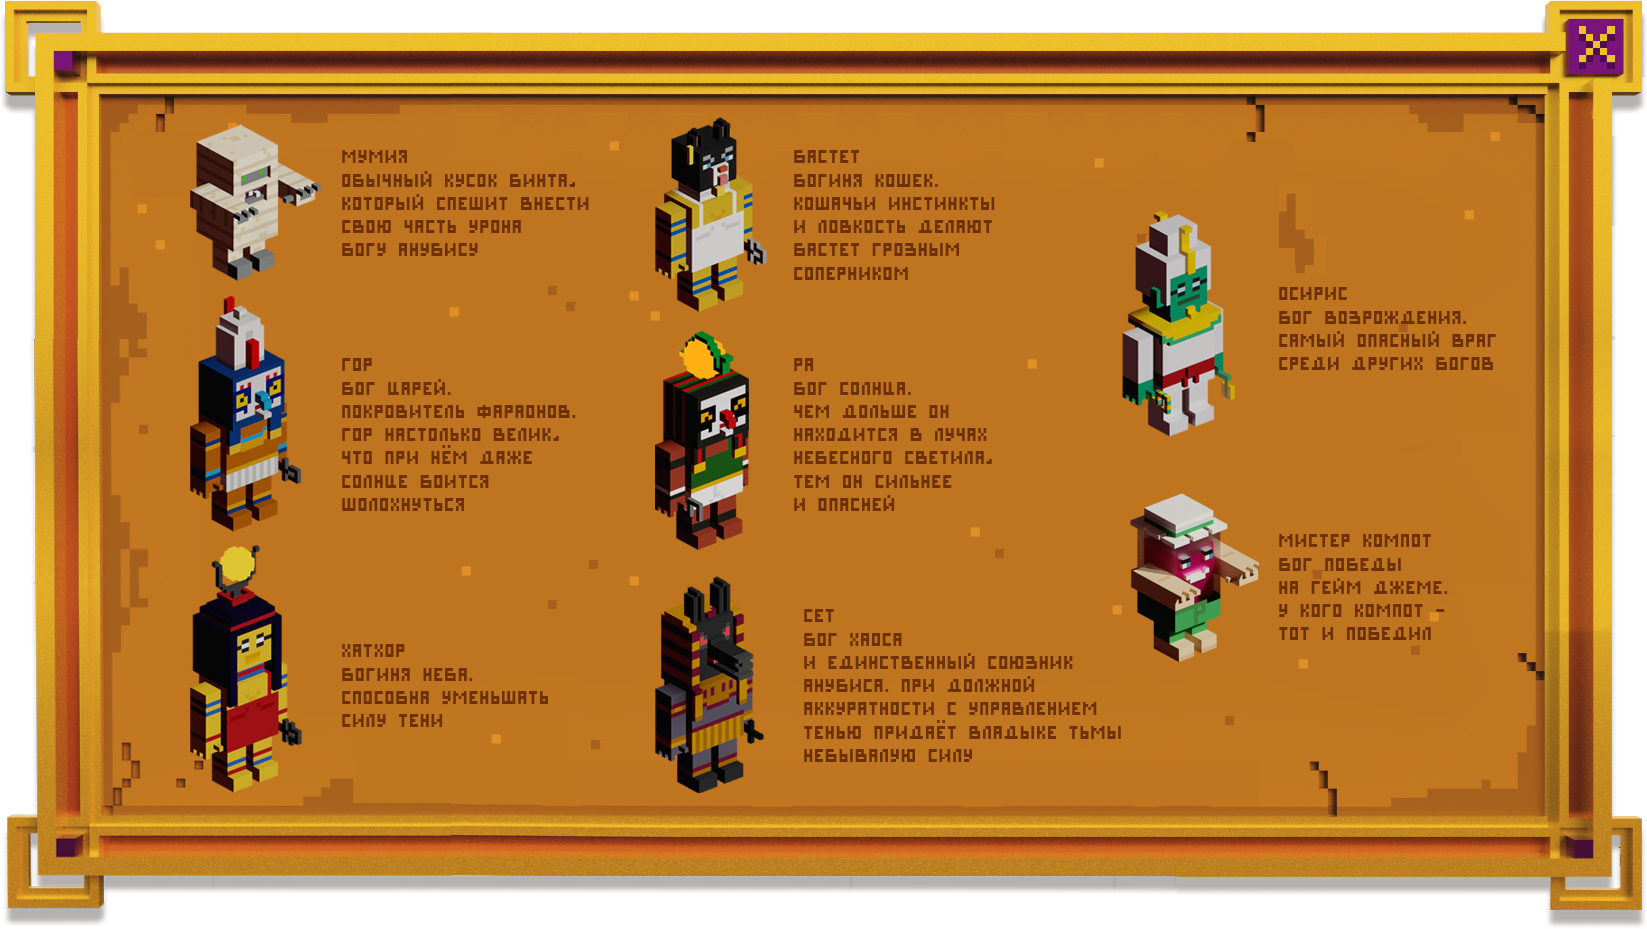 МУМИЯ
ОБЫЧНЫЙ КУСОК БИНТА,
КОТОРЫЙ СПЕШИТ ВНЕСТИ
СВОЮ ЧАСТЬ УРОНА
БОГУ АНУБИСУ
ГОР
БОГ ЦАРЕЙ.
ПОКРОВИТЕЛЬ ФАРАОНОВ.
ГОР НАСТОЛЬКО ВЕЛИК,
ЧТО ПРИ НЁМ ДАЖЕ
СОЛНЦЕ БОИТСЯ
ШОЛОХНУТЬСЯ
ХАТХОР
БОГИНЯ НЕБА.
СПОСОБНА УМЕНЬШАТЬ
СИЛУ ТЕНИ
БАСТЕТ
БОГИНЯ КОШЕК.
КОШАЧЬИ ИНСТИНКТЫ
И ЛОВКОСТЬ ДЕЛАЮТ
БАСТЕТ ГРОЗНЫМ
СОПЕРНИКОМ
РА
БОГ СОЛНЦА.
ЧЕМ ДОЛЬШЕ ОН
НАХОДИТСЯ В ЛУЧАХ
НЕБЕСНОГО СВЕТИЛА,
ТЕМ ОН СИЛЬНЕЕ
И ОПАСНЕЙ
СЕТ
БОГ ХАОСА
И ЕДИНСТВЕННЫЙ СОЮЗНИК
АНУБИСА. ПРИ ДОЛЖНОЙ
АККУРАТНОСТИ С УПРАВЛЕНИЕМ
ТЕНЬЮ ПРИДАЁТ ВЛАДЫКЕ ТЬМЫ
НЕБЫВАЛУЮ СИЛУ
ОСИРИС
БОГ ВОЗРОЖДЕНИЯ.
САМЫЙ ОПАСНЫЙ ВРАГ
СРЕДИ ДРУГИХ БОГОВ
МИСТЕР КОМПОТ
БОГ ПОБЕДЫ
НА ГЕЙМ ДЖЕМЕ.
У КОГО КОМПОТ -
ТОТ И ПОБЕДИЛ